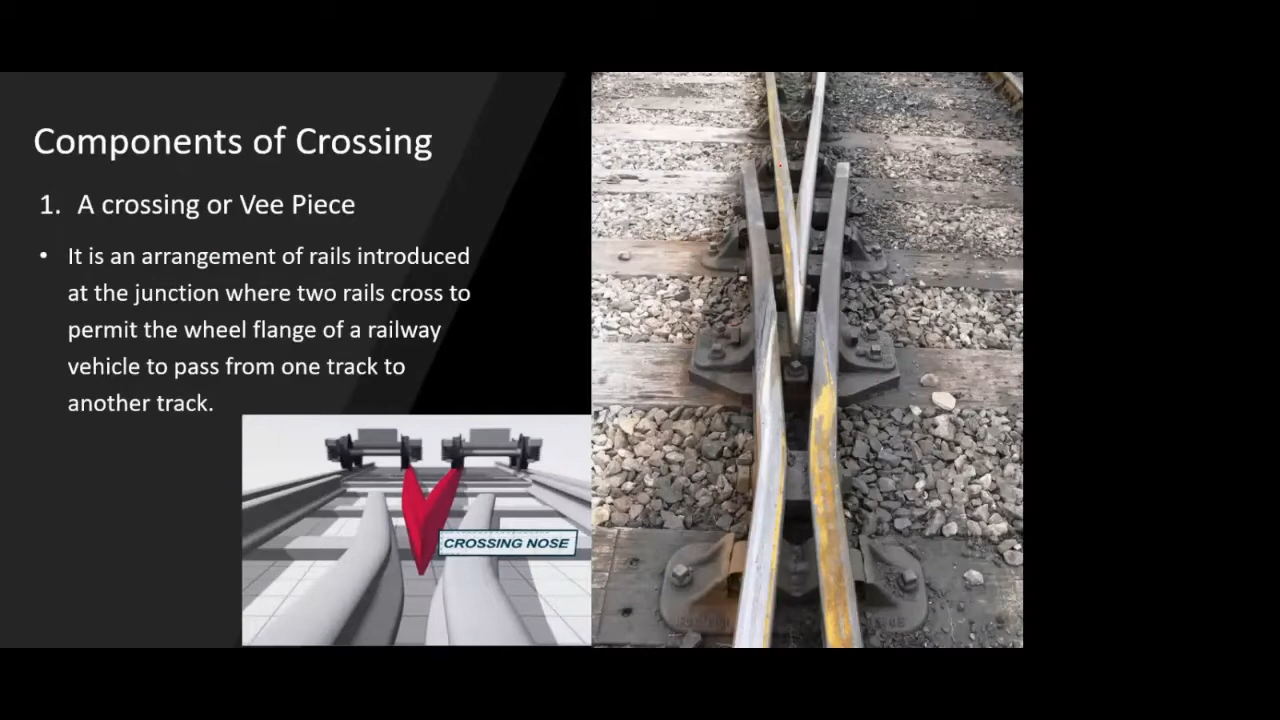 Components of Crossing
1. A crossing or Vee Piece
• It is an arrangement of rails introduced
at the junction where two rails cross to
permit the wheel flange of a railway
vehicle to pass from one track to
another track.
CROSSING NOSE